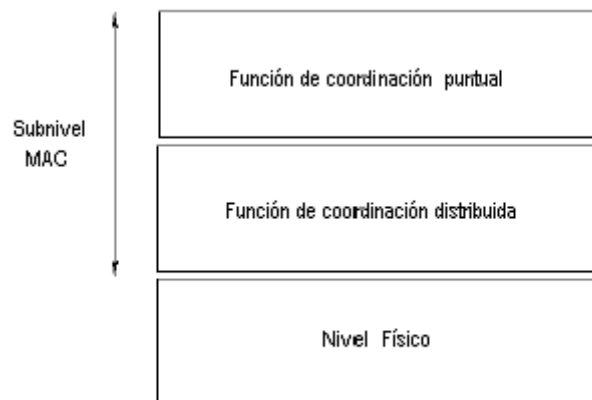 Función de coordinación puntual
Subnivel
MAC
Función de coordinación distribuida
Nivel Físico